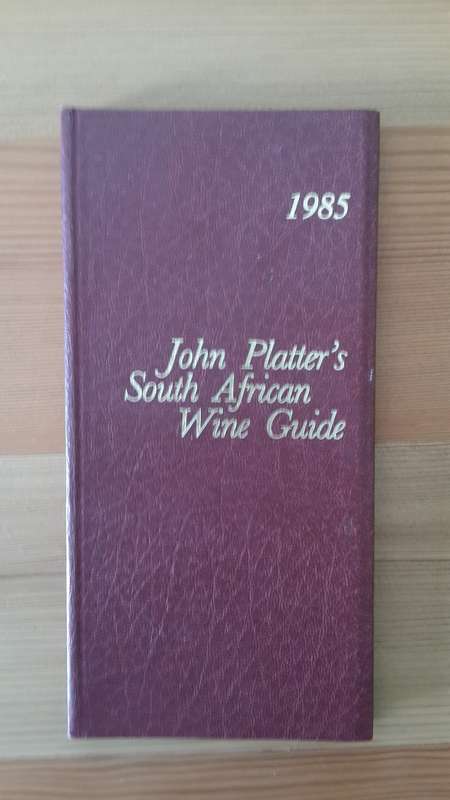 1985
John Platter's
South African
Wine Guide